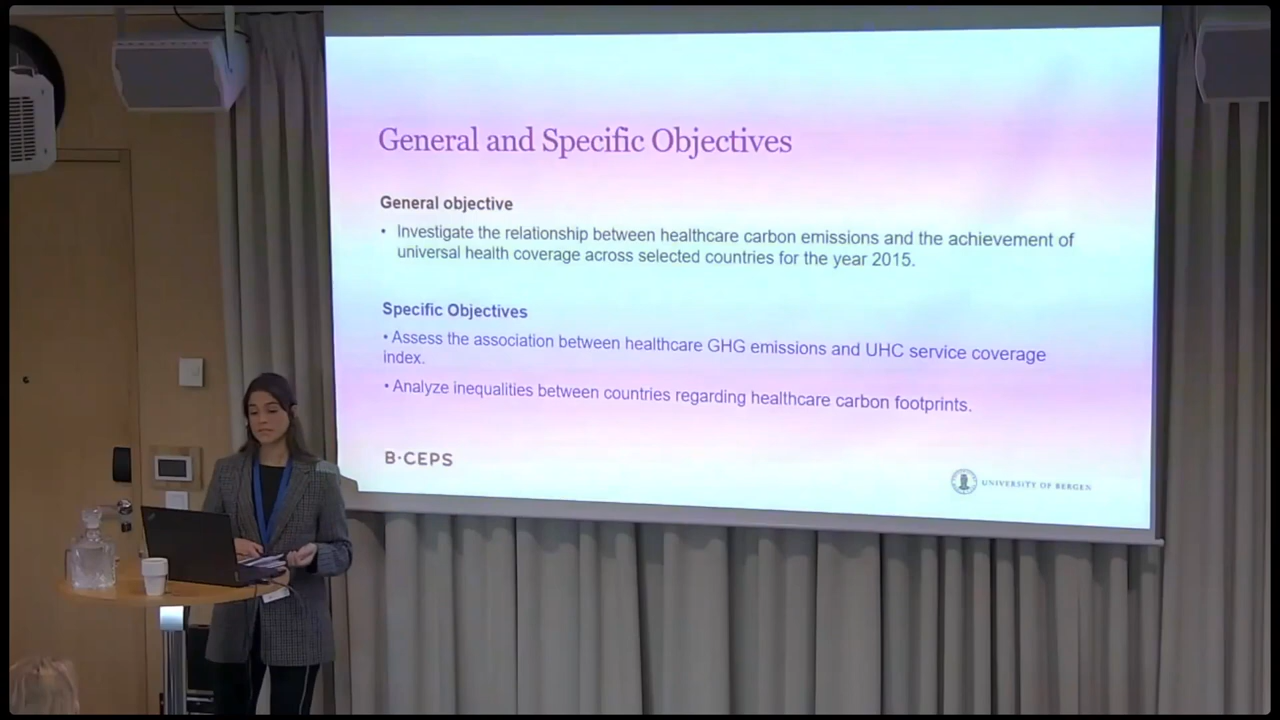 General and Specific Objectives
General objective
• Investigate the relationship between healthcare carbon emissions and the achievement of
universal health coverage across selected countries for the year 2015.
Specific Objectives
• Assess the association between healthcare GHG emissions and UHC service coverage
index.
• Analyze inequalities between countries regarding healthcare carbon footprints.
B·CEPS
UNIVERSITY OF BERGEN